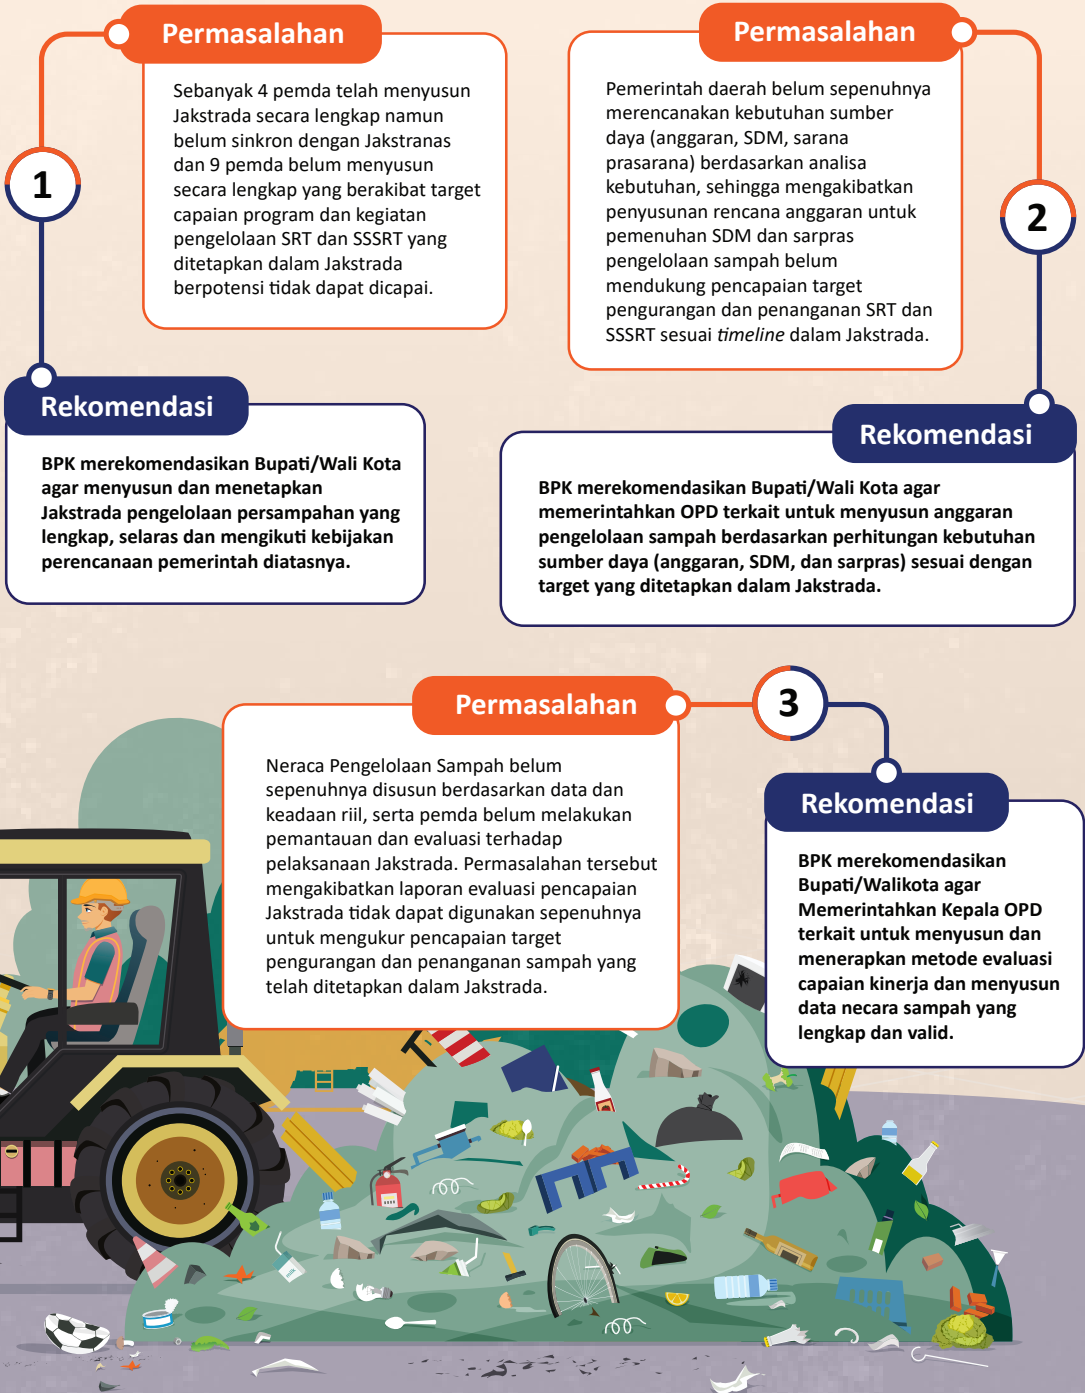 1
Permasalahan
Sebanyak 4 pemda telah menyusun
Jakstrada secara lengkap namun
belum sinkron dengan Jakstranas
dan 9 pemda belum menyusun
secara lengkap yang berakibat target
capaian program dan kegiatan
pengelolaan SRT dan SSSRT yang
ditetapkan dalam Jakstrada
berpotensi tidak dapat dicapai.
Rekomendasi
BPK merekomendasikan Bupati/Wali Kota
agar menyusun dan menetapkan
Jakstrada pengelolaan persampahan yang
lengkap, selaras dan mengikuti kebijakan
perencanaan pemerintah diatasnya.
2
Permasalahan
Pemerintah daerah belum sepenuhnya
merencanakan kebutuhan sumber
daya (anggaran, SDM, sarana
prasarana) berdasarkan analisa
kebutuhan, sehingga mengakibatkan
penyusunan rencana anggaran untuk
pemenuhan SDM dan sarpras
pengelolaan sampah belum
mendukung pencapaian target
pengurangan dan penanganan SRT dan
SSSRT sesuai timeline dalam Jakstrada.
Rekomendasi
BPK merekomendasikan Bupati/Wali Kota agar
memerintahkan OPD terkait untuk menyusun anggaran
pengelolaan sampah berdasarkan perhitungan kebutuhan
sumber daya (anggaran, SDM, dan sarpras) sesuai dengan
target yang ditetapkan dalam Jakstrada.
3
Permasalahan
Neraca Pengelolaan Sampah belum
sepenuhnya disusun berdasarkan data dan
keadaan riil, serta pemda belum melakukan
pemantauan dan evaluasi terhadap
pelaksanaan Jakstrada. Permasalahan tersebut
mengakibatkan laporan evaluasi pencapaian
Jakstrada tidak dapat digunakan sepenuhnya
untuk mengukur pencapaian target
pengurangan dan penanganan sampah yang
telah ditetapkan dalam Jakstrada.
Rekomendasi
BPK merekomendasikan
Bupati/Walikota agar
Memerintahkan Kepala OPD
terkait untuk menyusun dan
menerapkan metode evaluasi
capaian kinerja dan menyusun
data necara sampah yang
lengkap dan valid.